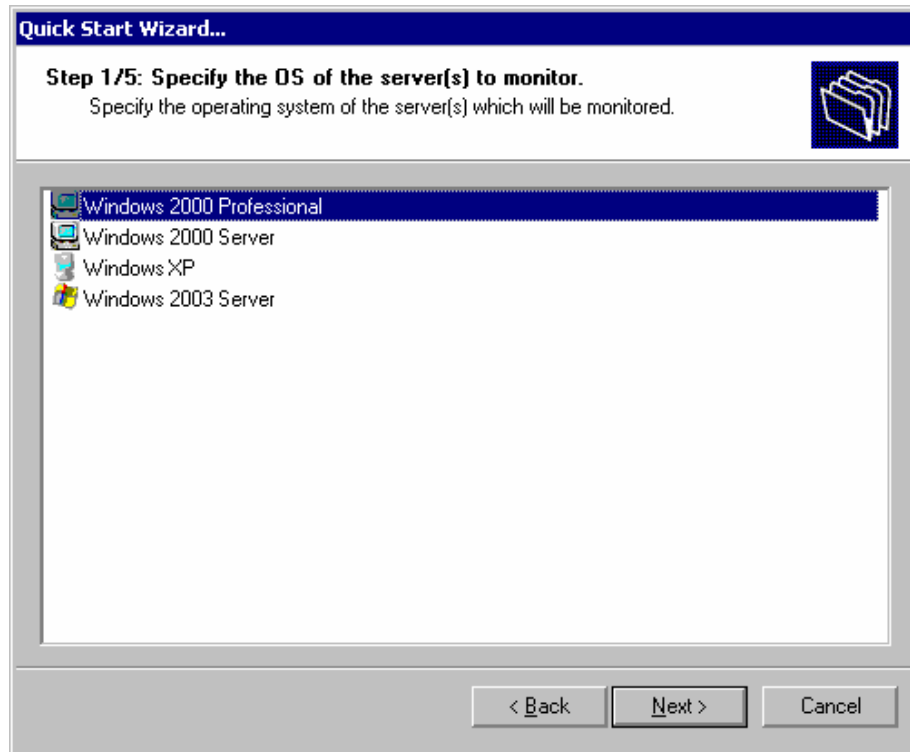 Quick Start Wizard...
Step 1/5: Specify the OS of the server(s) to monitor.
Specify the operating system of the server(s) which will be monitored.
Windows 2000 Professional
Windows 2000 Server
Windows XP
Windows 2003 Server
< Back
Next >
Cancel